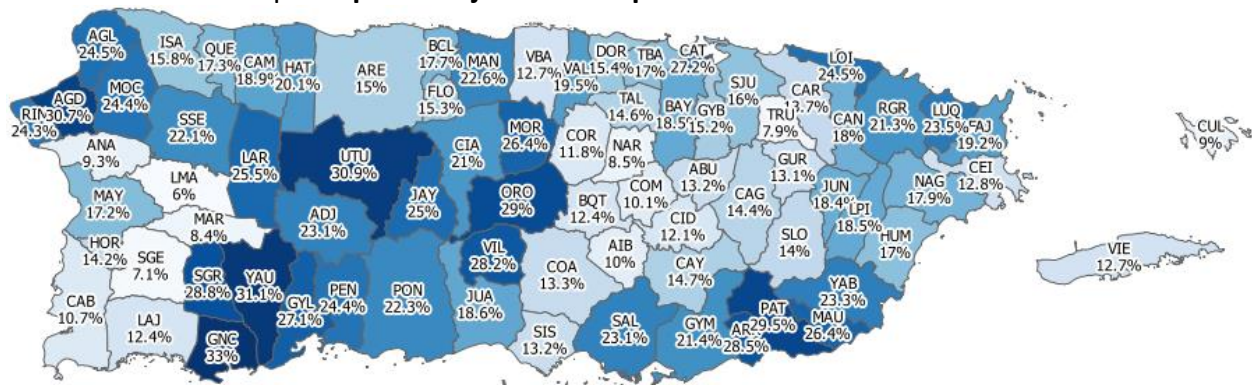 AGL
24.5%
ISA
15.8%
QUE
17.3%
CAM
18.9%
HAT
20.1%
ARE
15%
BCL
17.7%
MAN
22.6%
VBA
12.7%
VAL
19.5%
DOR
15.4%
TBA
17%
CAT
27.2%
SJU
16%
CAR
13.7%
LOI
24.5%
MOC
24.4%
FLO
15.3%
TAL
14.6%
BAY
18.5%
GYB
15.2%
TRU
7.9%
CAN
18%
RGR
21.3%
LUQ
23.5%
FAJ
19.2%
CUL
9%
AGD
30.7%
RIN
24.3%
SSE
22.1%
MOR
26.4%
COR
11.8%
NAR
8.5%
CEI
12.8%
ANA
9.3%
LAR
25.5%
UTU
30.9%
CIA
21%
ABU
13.2%
GUR
13.1%
LMA
6%
JAY
25%
ORO
29%
BQT
12.4%
COM
10.1%
CAG
14.4%
JUN
18.4%
NAG
17.9%
MAY
17.2%
MAR
8.4%
ADJ
23.1%
CID
12.1%
LPI
18.5%
HUM
17%
HOR
14.2%
SGE
7.1%
VIL
28.2%
AIB
10%
SLO
14%
VIE
12.7%
SGR
28.8%
YAU
31.1%
COA
13.3%
CAY
14.7%
CAB
10.7%
GYL
27.1%
PEN
24.4%
PON
22.3%
JUA
18.6%
YAB
23.3%
LAJ
12.4%
GNC
33%
SIS
13.2%
SAL
23.1%
GYM
21.4%
PAT
29.5%
MAU
26.4%
28.5%